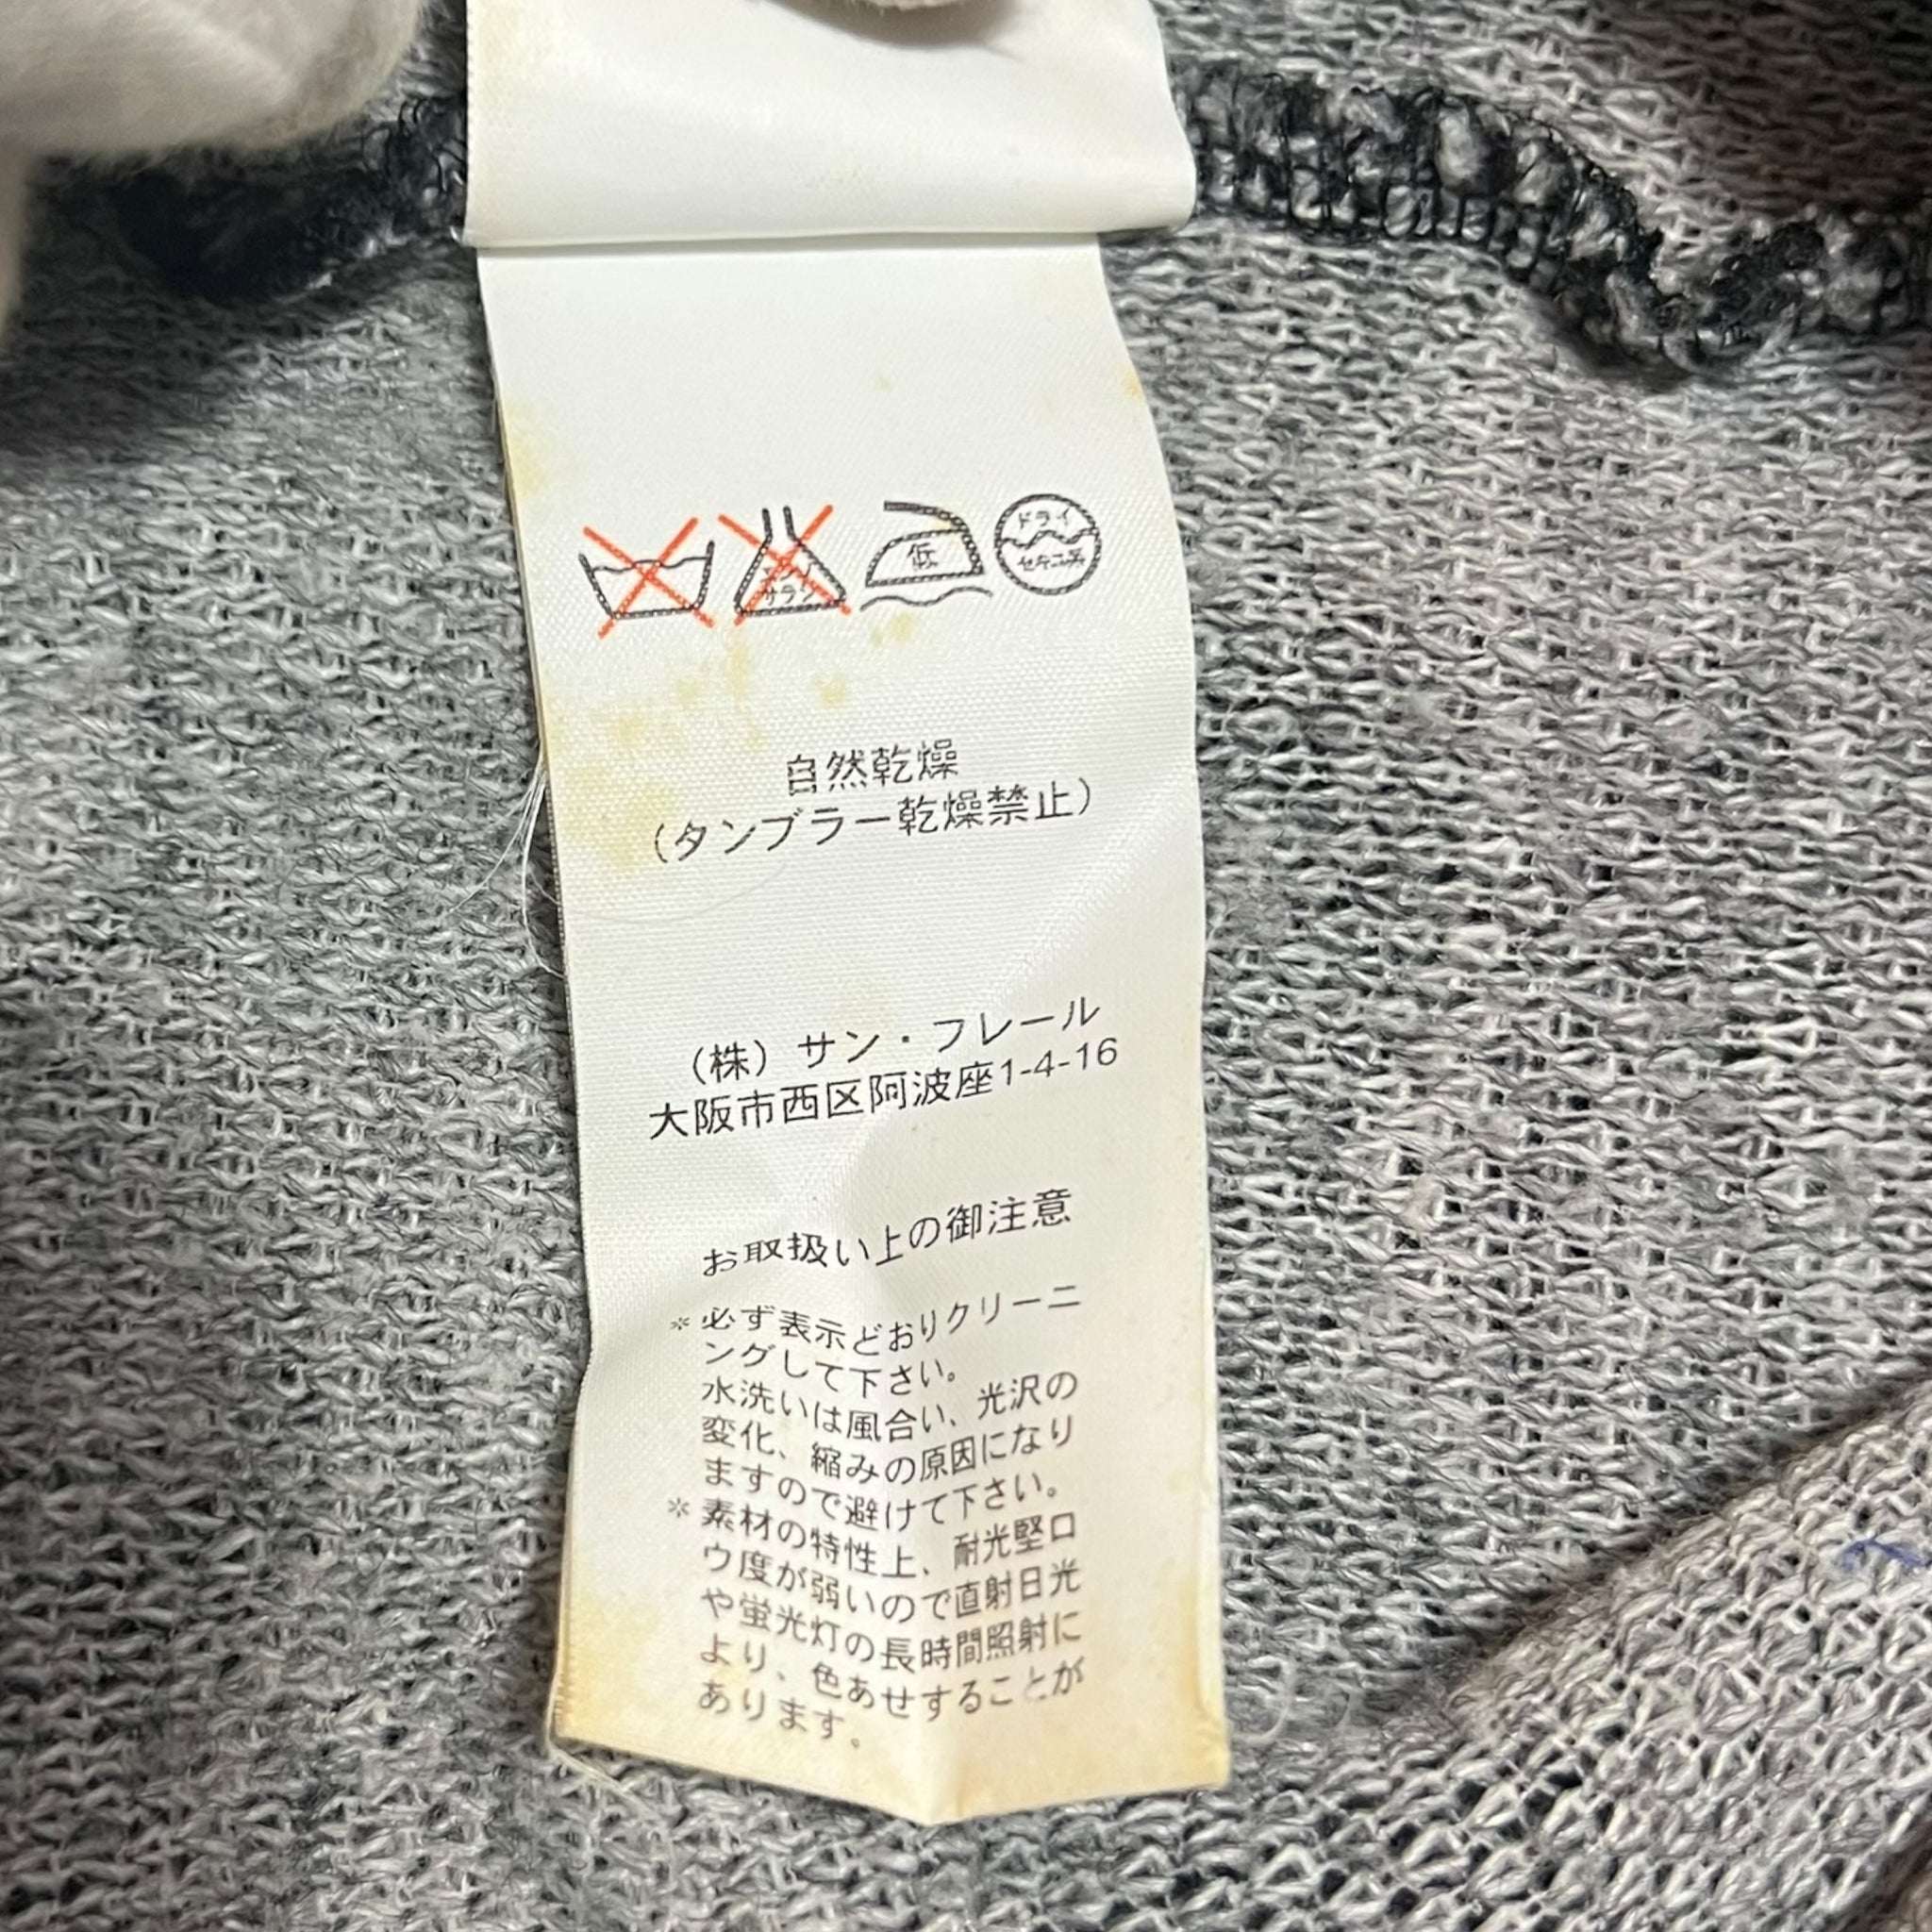 サラシ
低
ドライ
セキユ系
自然乾燥
(タンブラー乾燥禁止)
(株) サン・フレール
大阪市西区阿波座1-4-16
お取扱い上の御注意
※必ず表示どおりクリーニ
ングして下さい。
水洗いは風合い、光沢の
変化、縮みの原因になり
ますので避けて下さい。
※素材の特性上、耐光堅ロ
ウ度が弱いので直射日光
や蛍光灯の長時間照射に
より、色あせすることが
あります。